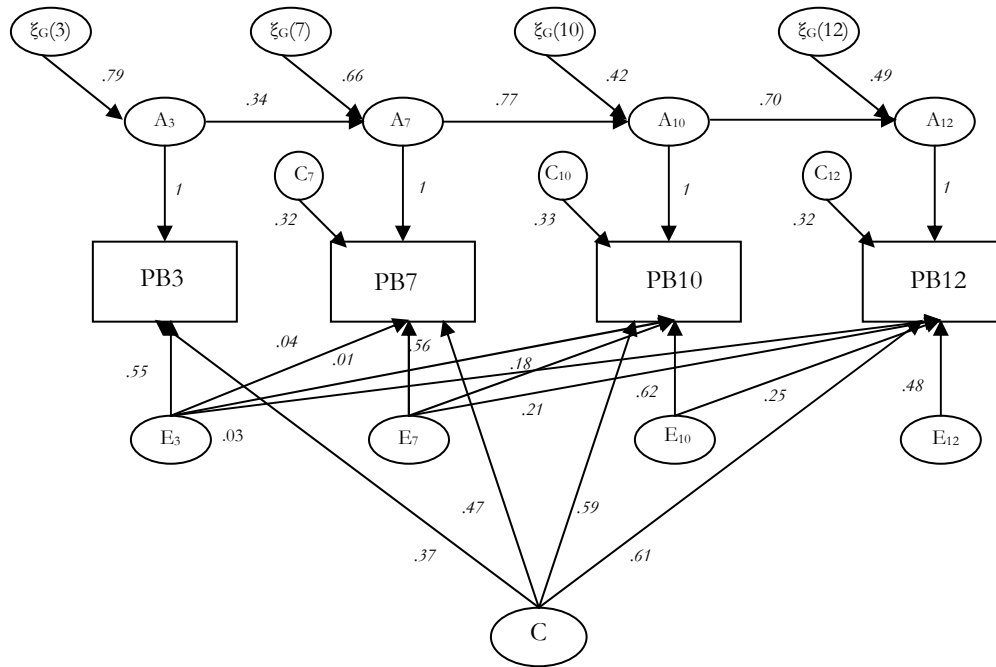 ξG(3) ξG(7) ξG(10) ξG(12)
.79 .66 .42 .49
.34 .77 .70
A3 A7 A10 A12
C7 C10 C12
1 1 1 1
.32 .33 .32
PB3 PB7 PB10 PB12
.04 .56
.01 .18
.55 .62 .25 .48
.21
E3 .03 E7 E10 E12
.47 .59
.37 .61
C